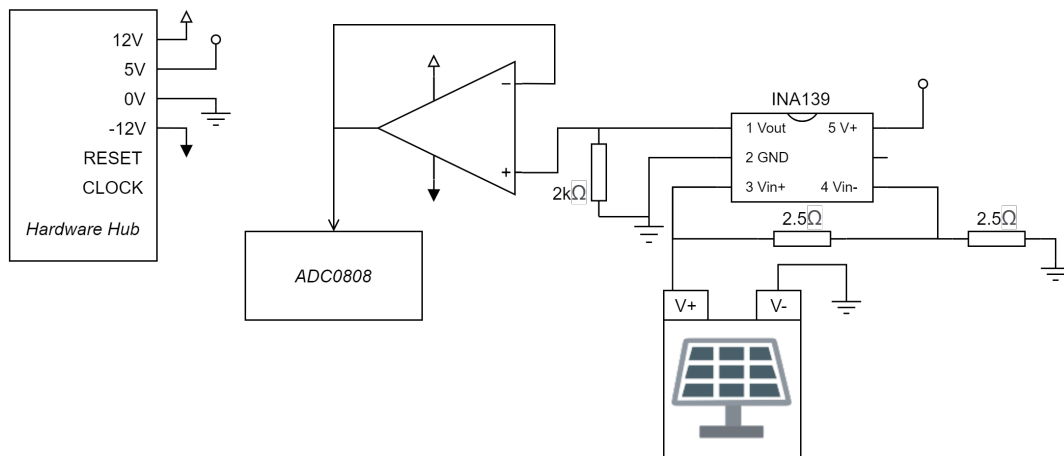 12V
5V
0V
-12V
RESET
CLOCK
Hardware Hub
−
+
ADC0808
2kΩ
INA139
1 Vout 5 V+
2 GND
3 Vin+ 4 Vin-
2.5Ω
2.5Ω
V+
V-